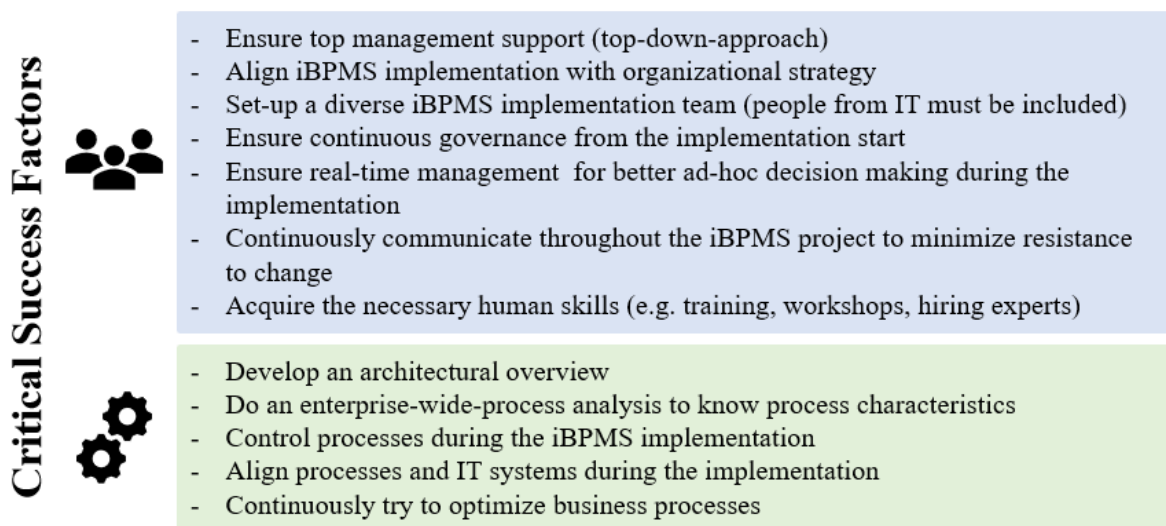 Critical Success Factors
- Ensure top management support (top-down-approach)
- Align iBPMS implementation with organizational strategy
- Set-up a diverse iBPMS implementation team (people from IT must be included)
- Ensure continuous governance from the implementation start
- Ensure real-time management  for better ad-hoc decision making during the
implementation
- Continuously communicate throughout the iBPMS project to minimize resistance
to change
- Acquire the necessary human skills (e.g. training, workshops, hiring experts)
- Develop an architectural overview
- Do an enterprise-wide-process analysis to know process characteristics
- Control processes during the iBPMS implementation
- Align processes and IT systems during the implementation
- Continuously try to optimize business processes